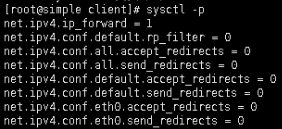 [root@simple client]# sysctl -p
net.ipv4.ip_forward = 1
net.ipv4.conf.default.rp_filter = 0
net.ipv4.conf.all.accept_redirects = 0
net.ipv4.conf.all.send_redirects = 0
net.ipv4.conf.default.accept_redirects = 0
net.ipv4.conf.default.send_redirects = 0
net.ipv4.conf.eth0.accept_redirects = 0
net.ipv4.conf.eth0.send_redirects = 0